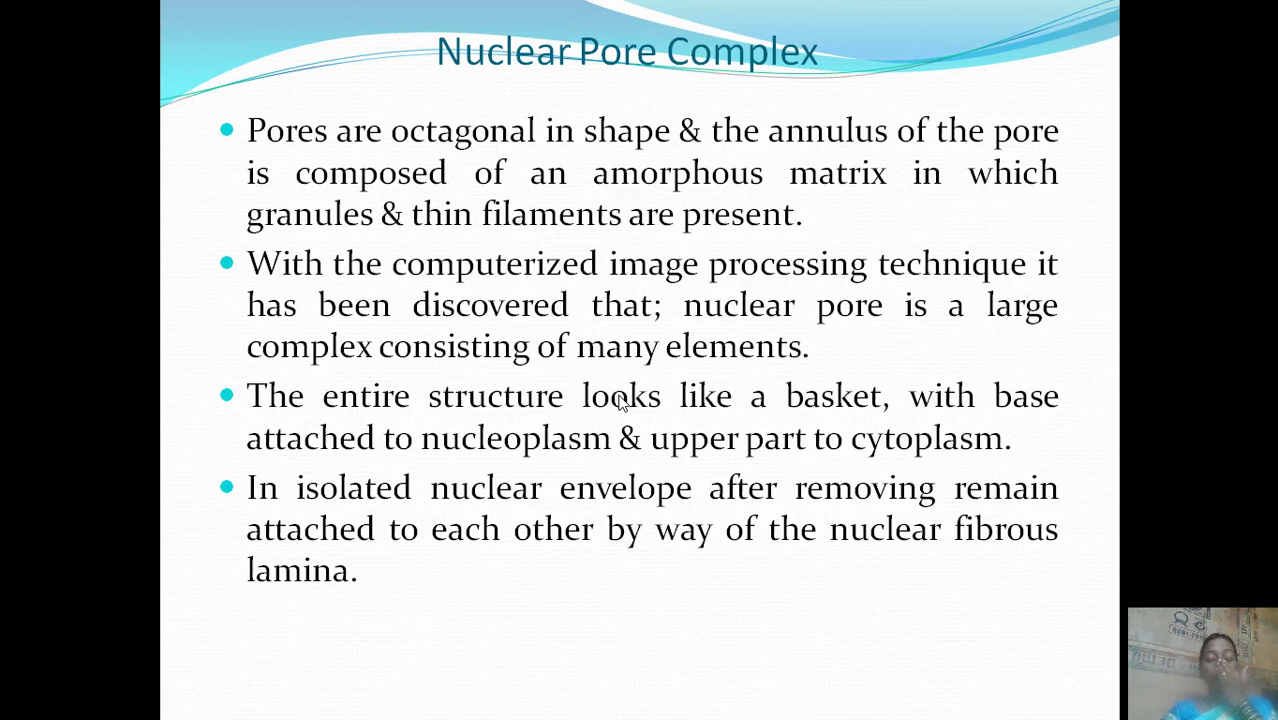 Nuclear Pore Complex
Pores are octagonal in shape & the annulus of the pore
is composed of an amorphous matrix in which
granules & thin filaments are present.
With the computerized image processing technique it
has been discovered that; nuclear pore is a large
complex consisting of many elements.
The entire structure looks like a basket, with base
attached to nucleoplasm & upper part to cytoplasm.
In isolated nuclear envelope after removing remain
attached to each other by way of the nuclear fibrous
lamina.